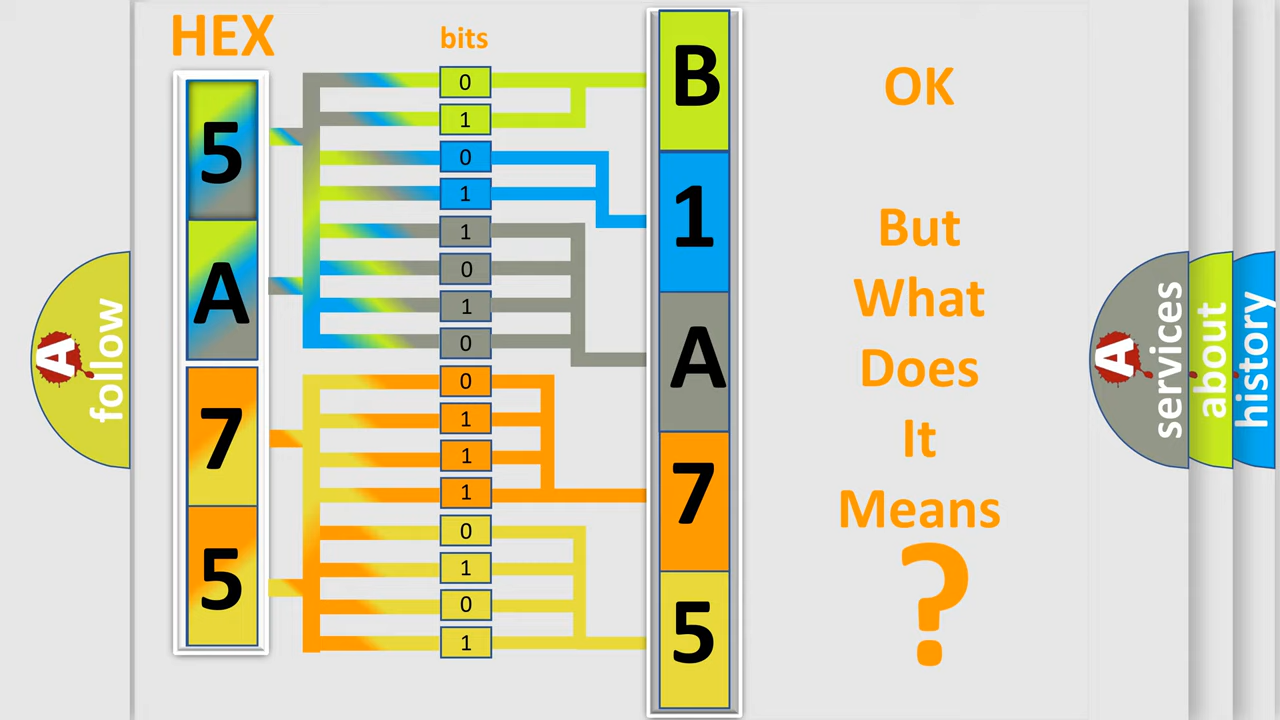 HEX
bits
5
A
7
5
0
1
0
1
1
0
1
0
0
1
1
1
0
1
0
1
B
1
A
7
5
OK
But
What
Does
It
Means
?
A
follow
A
services
about
history